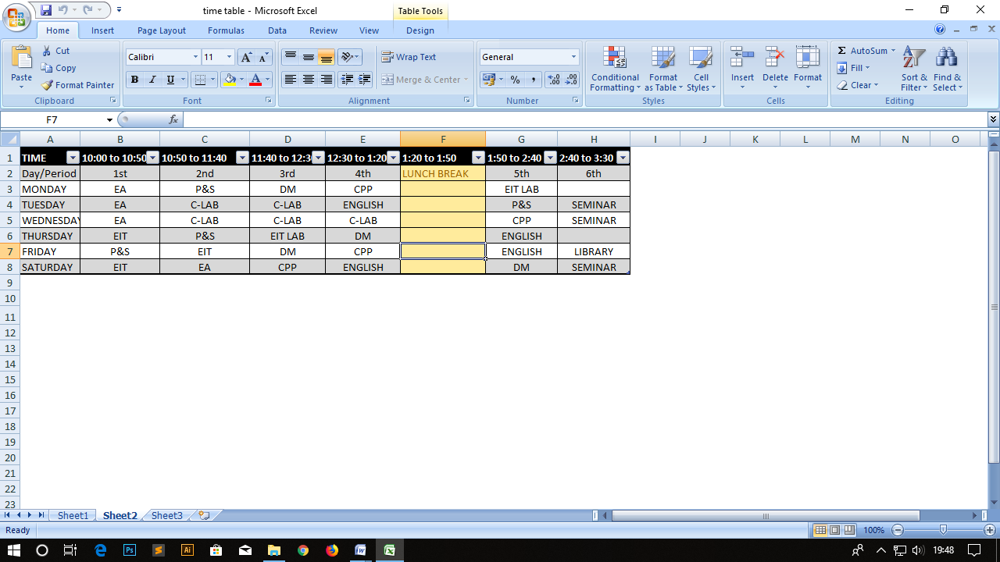 time table - Microsoft Excel Table Tools
Home Insert Page Layout Formulas Data Review View Design
Cut Calibri 11 Wrap Text General AutoSum
Copy Fill
Paste Format Painter B I U A Merge & Center % , Conditional Formatting Format as Table Cell Styles Insert Delete Format Clear Sort & Filter Find & Select
Clipboard Font Alignment Number Styles Cells Editing
F7 fx
A B C D E F G H I J K L M N O
1 TIME 10:00 to 10:50 10:50 to 11:40 11:40 to 12:3 12:30 to 1:20 1:20 to 1:50 1:50 to 2:40 2:40 to 3:30
2 Day/Period 1st 2nd 3rd 4th LUNCH BREAK 5th 6th
3 MONDAY EA P&S DM CPP EIT LAB
4 TUESDAY EA C-LAB C-LAB ENGLISH P&S SEMINAR
5 WEDNESDAY EA C-LAB C-LAB C-LAB CPP SEMINAR
6 THURSDAY EIT P&S EIT LAB DM ENGLISH
7 FRIDAY P&S EIT DM CPP ENGLISH LIBRARY
8 SATURDAY EIT EA CPP ENGLISH DM SEMINAR
9
10
11
12
13
14
15
16
17
18
19
20
21
22
23
Sheet1 Sheet2 Sheet3
Ready 100%
Ps Ai 19:48